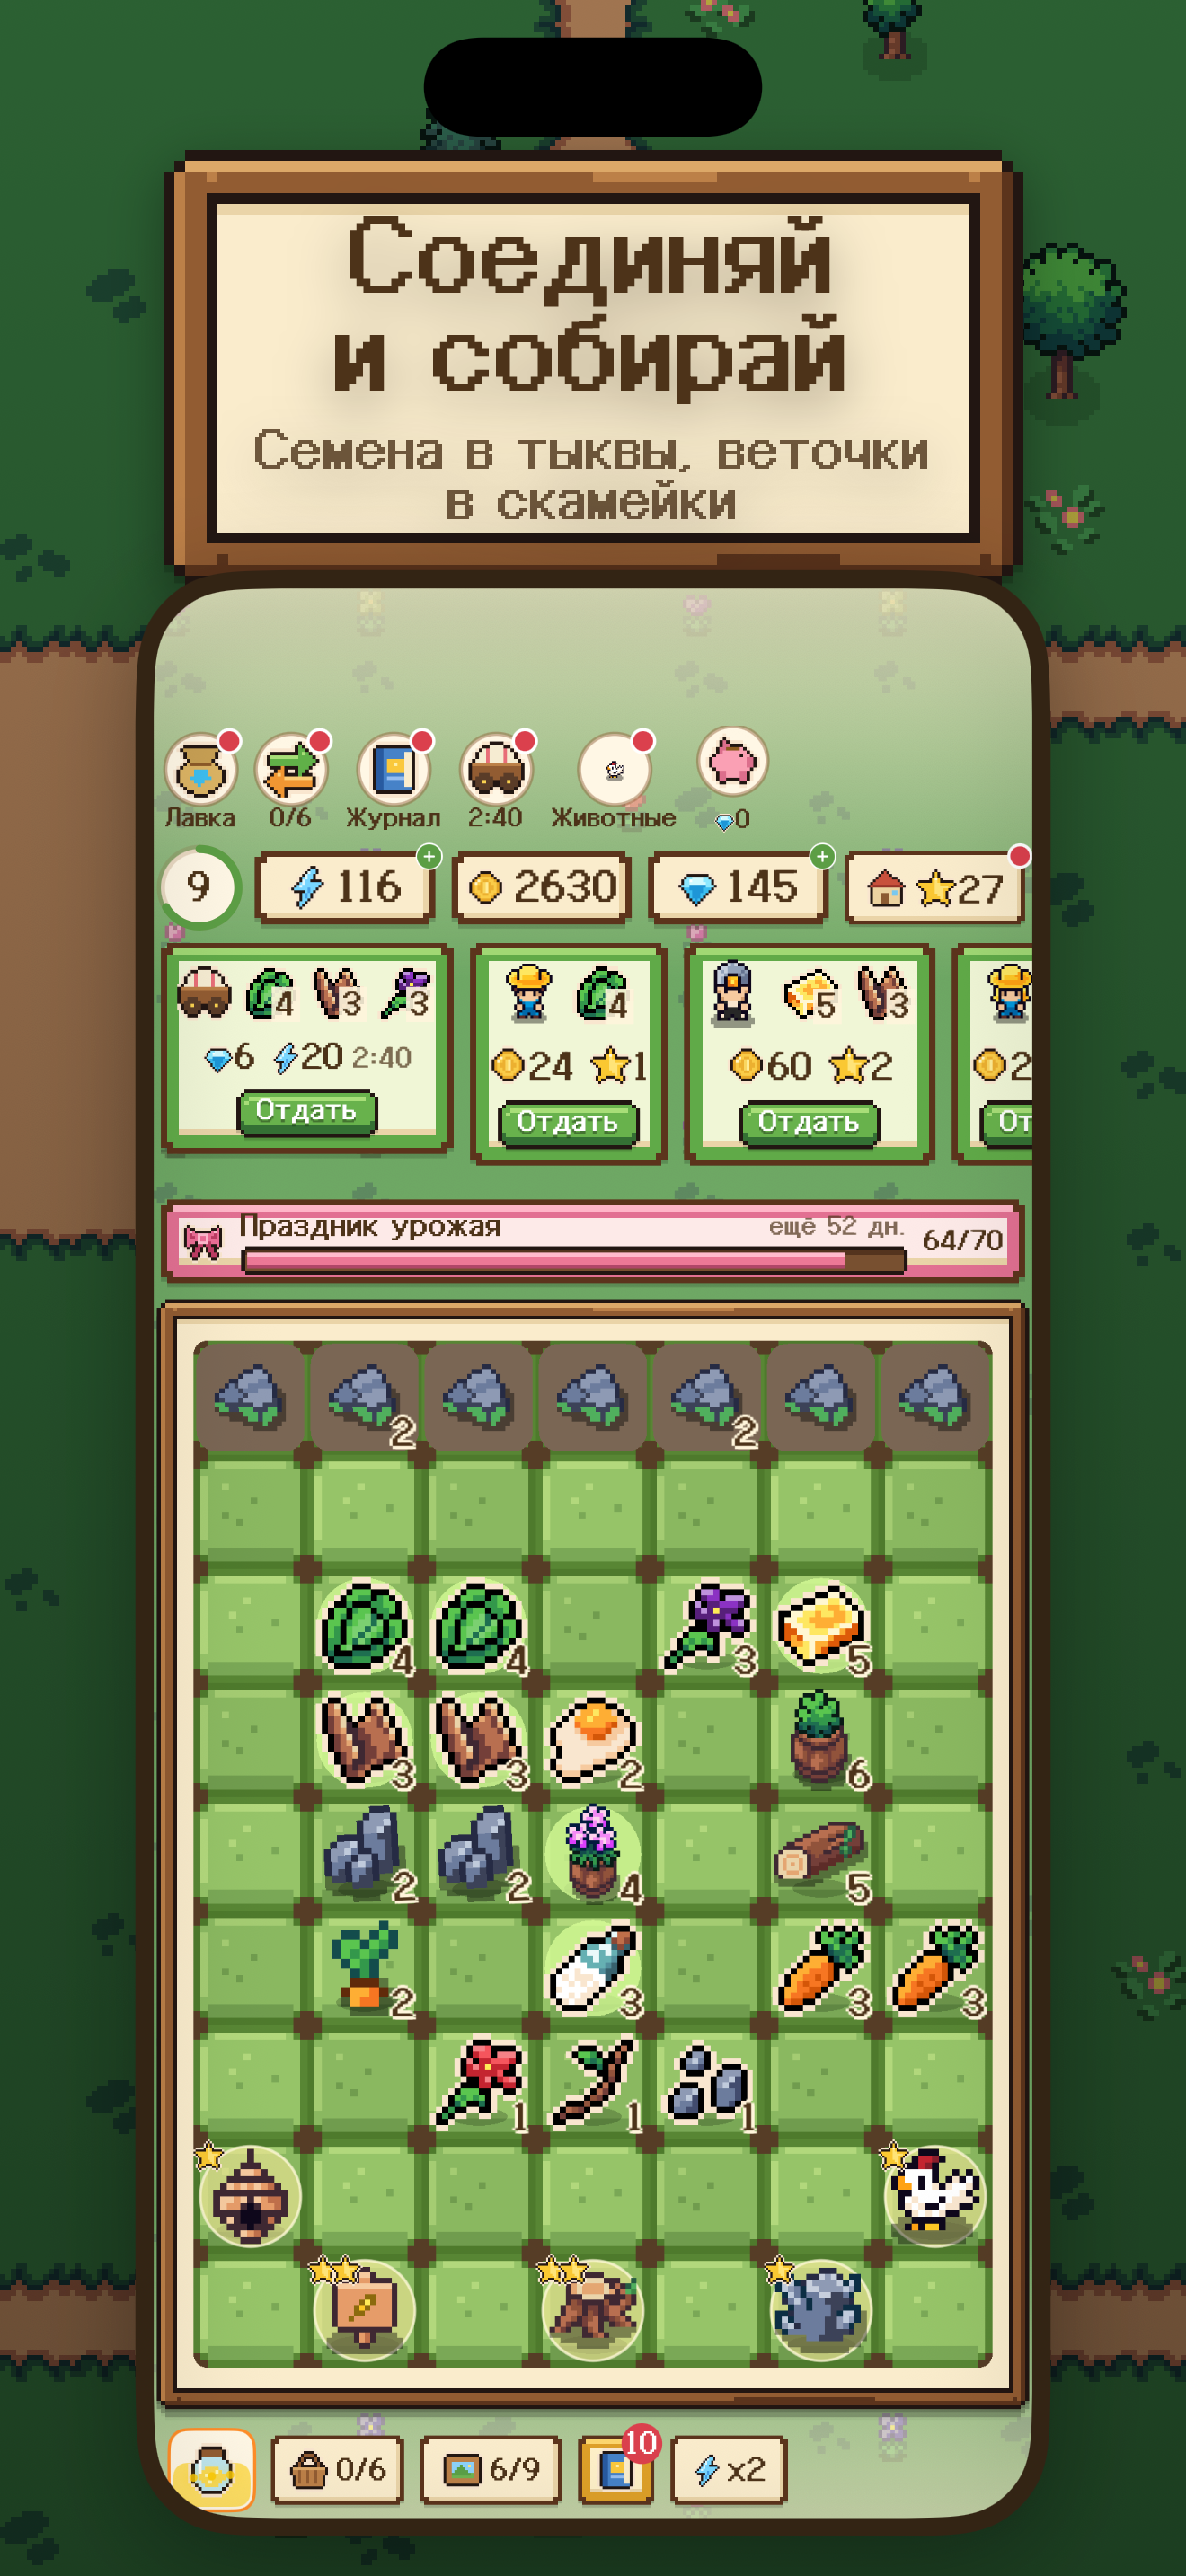 Соединяй
и собирай
Семена в тыквы, веточки
в скамейки
Лавка 0/6 Журнал 2:40 Животные 0
9 116 2630 145 27
4 3 3
6 20 2:40
Отдать
4
24 1
Отдать
5 3
60 2
Отдать
2
От
Праздник урожая ещё 52 дн. 64/70
2 2
4 4 3 5
3 3 2 6
2 2 4 5
2 3 3 3
1 1 1
0/6 6/9 10 x2